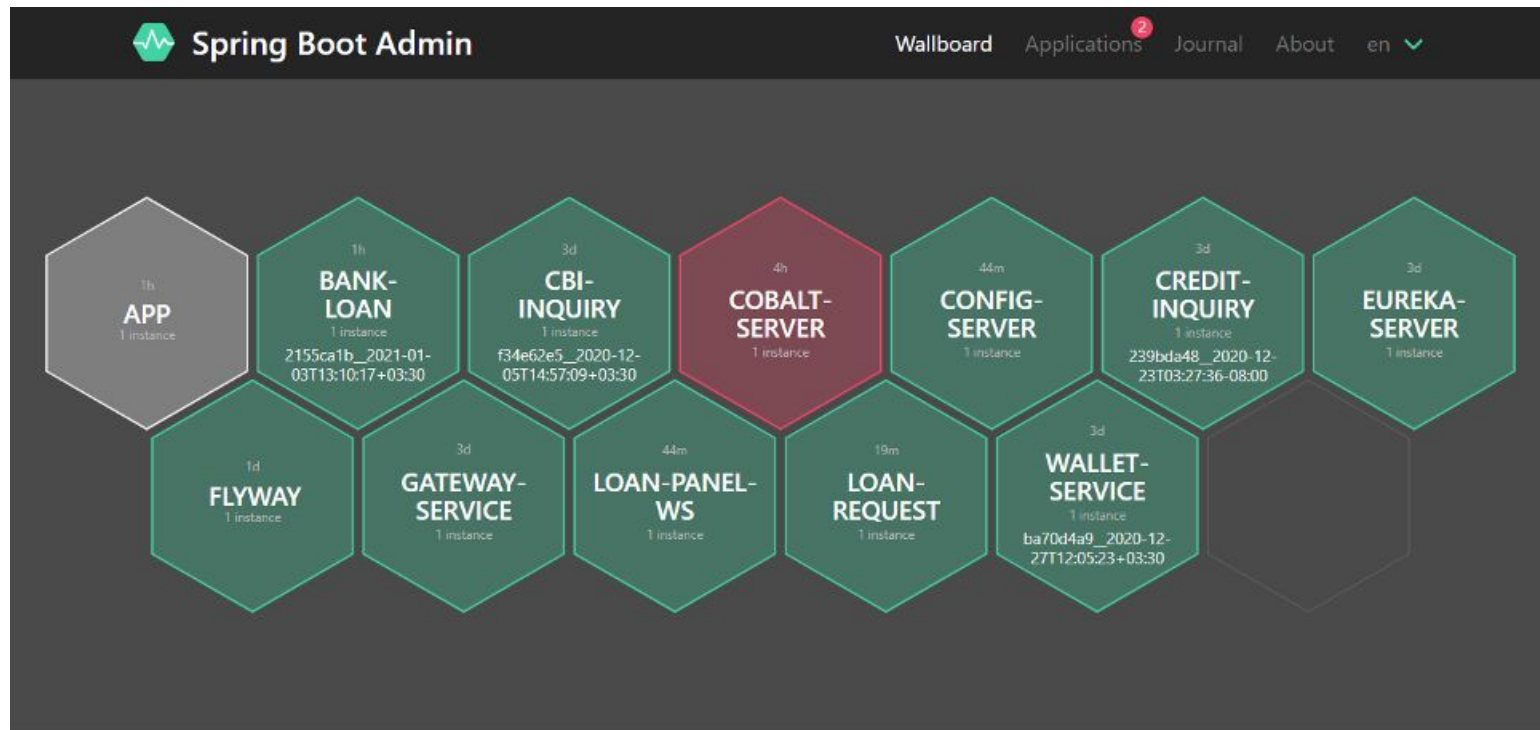 Spring Boot Admin
Wallboard
Applications
2
Journal
About
en
1h
APP
1 instance
1h
BANK-
LOAN
1 instance
2155ca1b__2021-01-
03T13:10:17+03:30
3d
CBI-
INQUIRY
1 instance
f34e62e5__2020-12-
05T14:57:09+03:30
4h
COBALT-
SERVER
1 instance
44m
CONFIG-
SERVER
1 instance
3d
CREDIT-
INQUIRY
1 instance
239bda48__2020-12-
23T03:27:36-08:00
3d
EUREKA-
SERVER
1 instance
1d
FLYWAY
1 instance
3d
GATEWAY-
SERVICE
1 instance
44m
LOAN-PANEL-
WS
1 instance
19m
LOAN-
REQUEST
1 instance
3d
WALLET-
SERVICE
1 instance
ba70d4a9__2020-12-
27T12:05:23+03:30